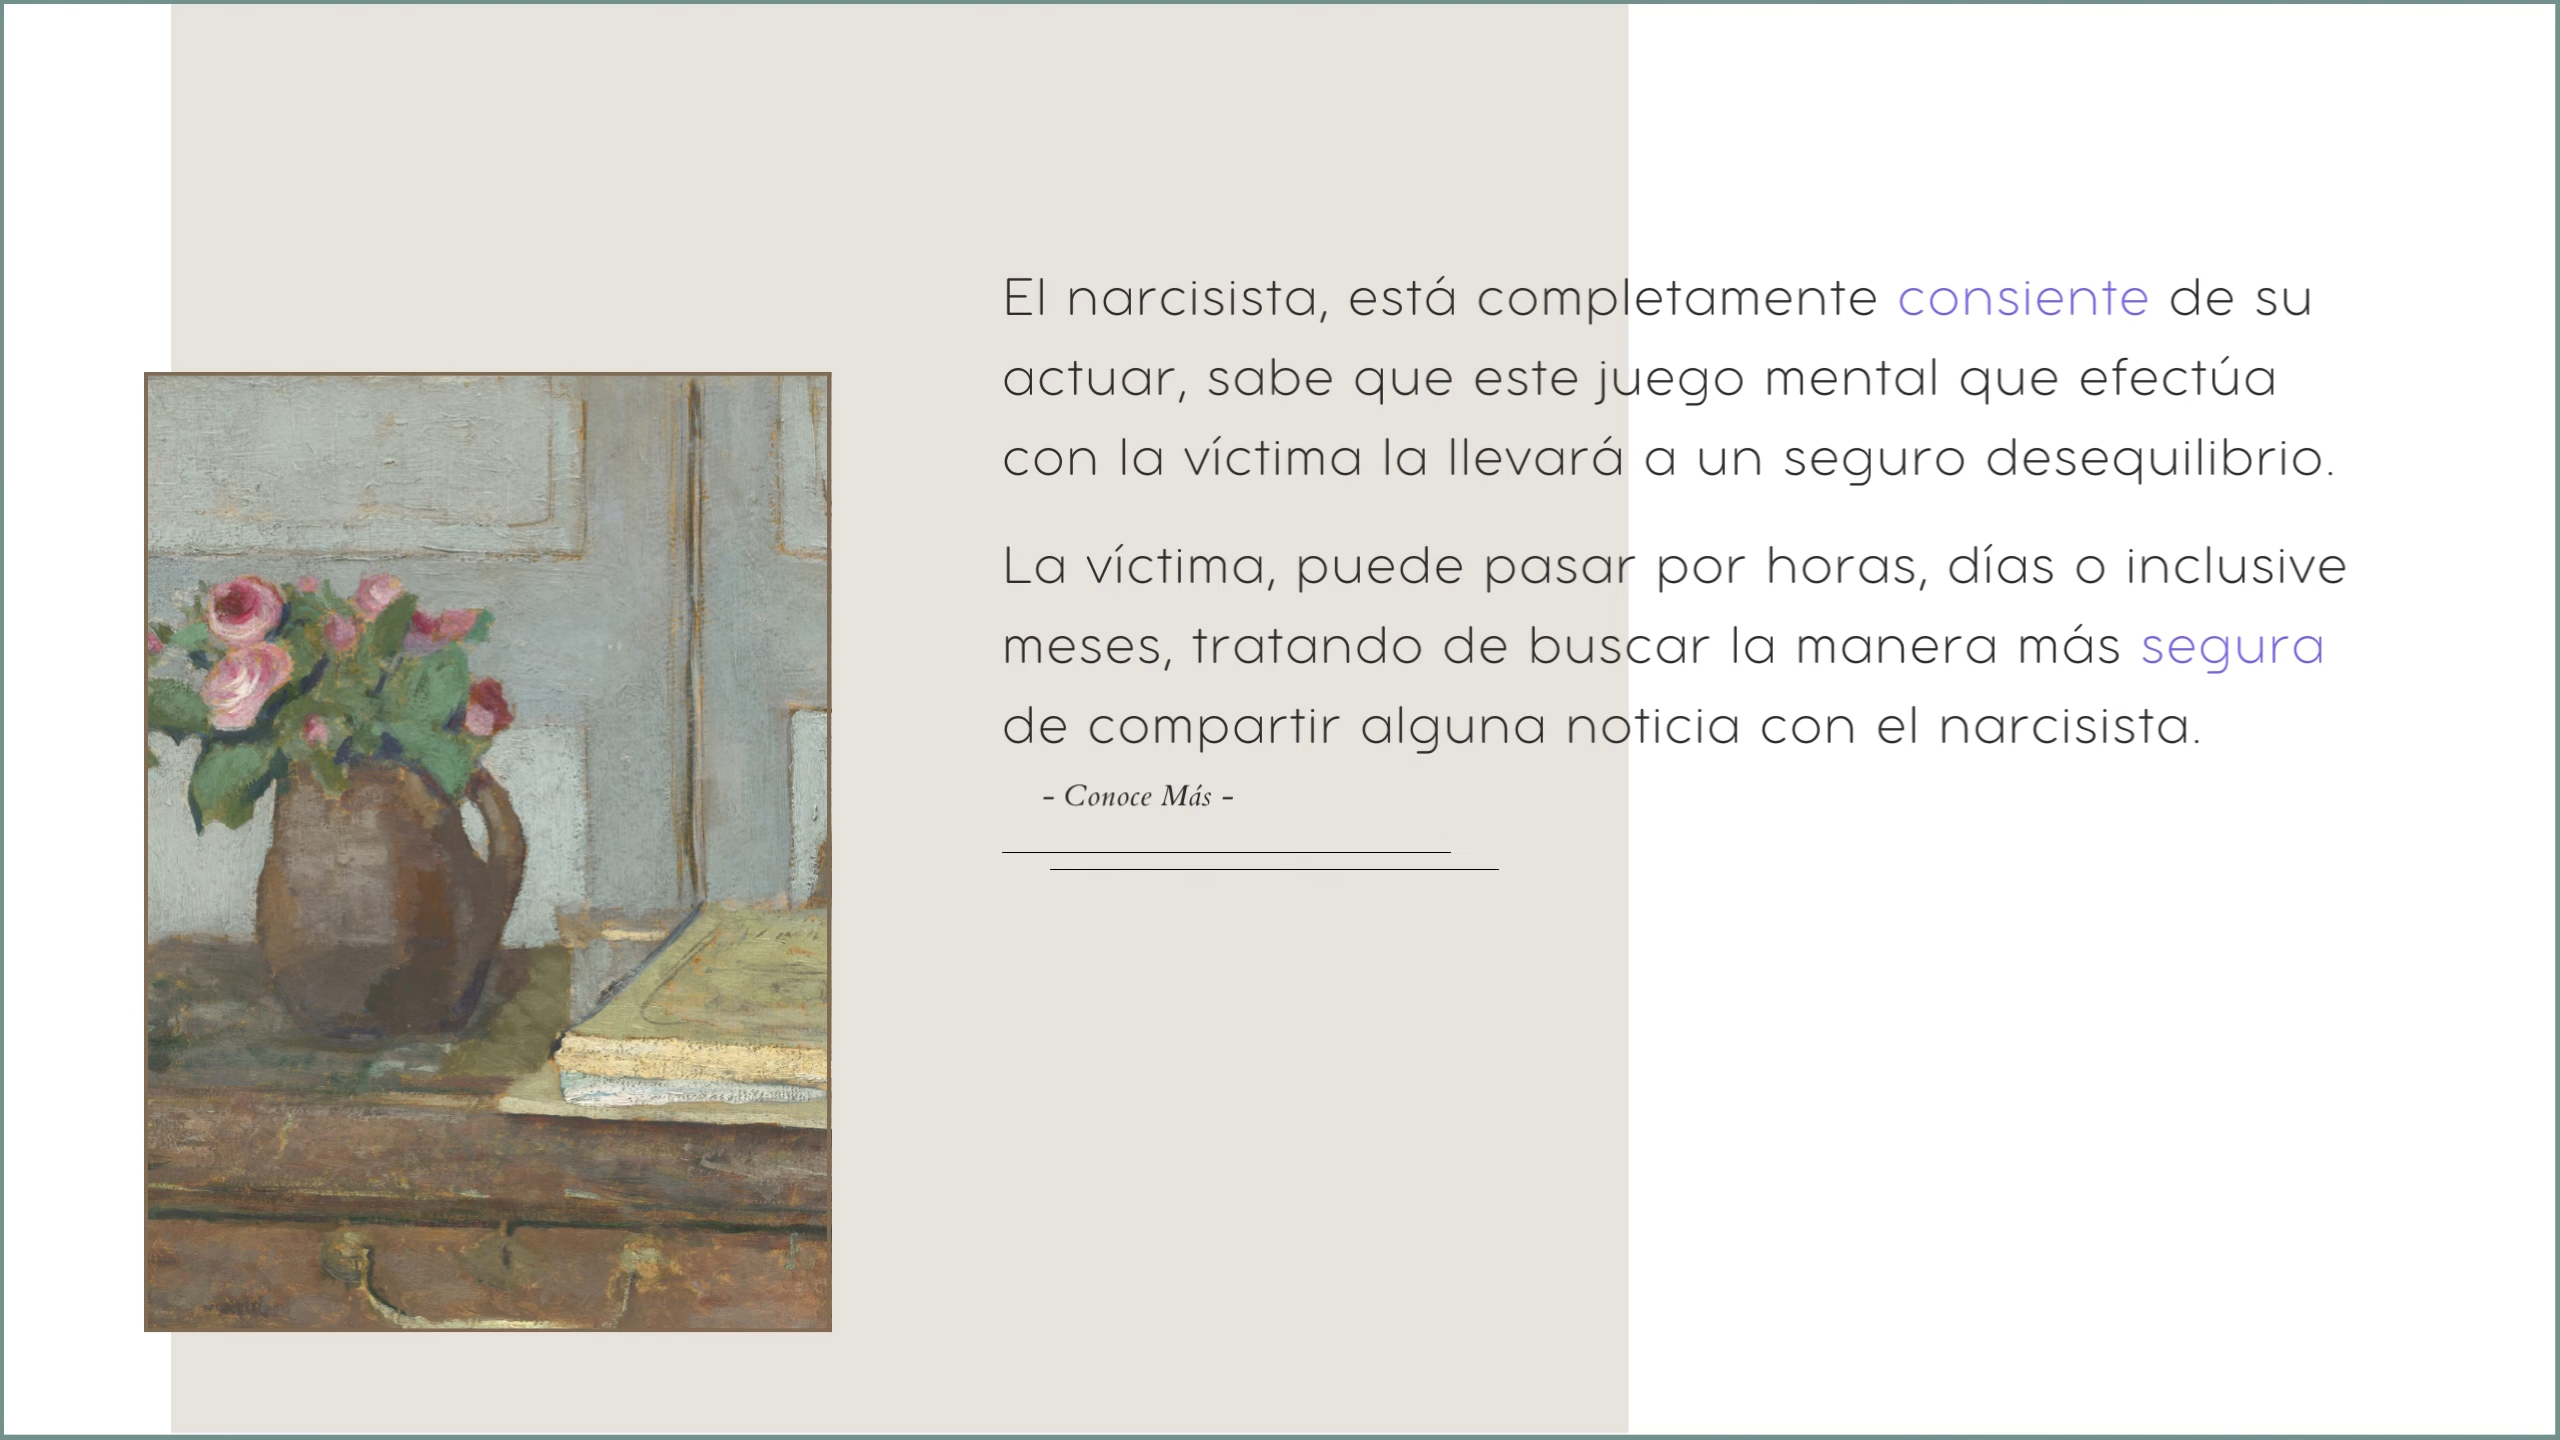 El narcisista, está completamente consiente de su
actuar, sabe que este juego mental que efectúa
con la víctima la llevará a un seguro desequilibrio.
La víctima, puede pasar por horas, días o inclusive
meses, tratando de buscar la manera más segura
de compartir alguna noticia con el narcisista.
- Conoce Más -